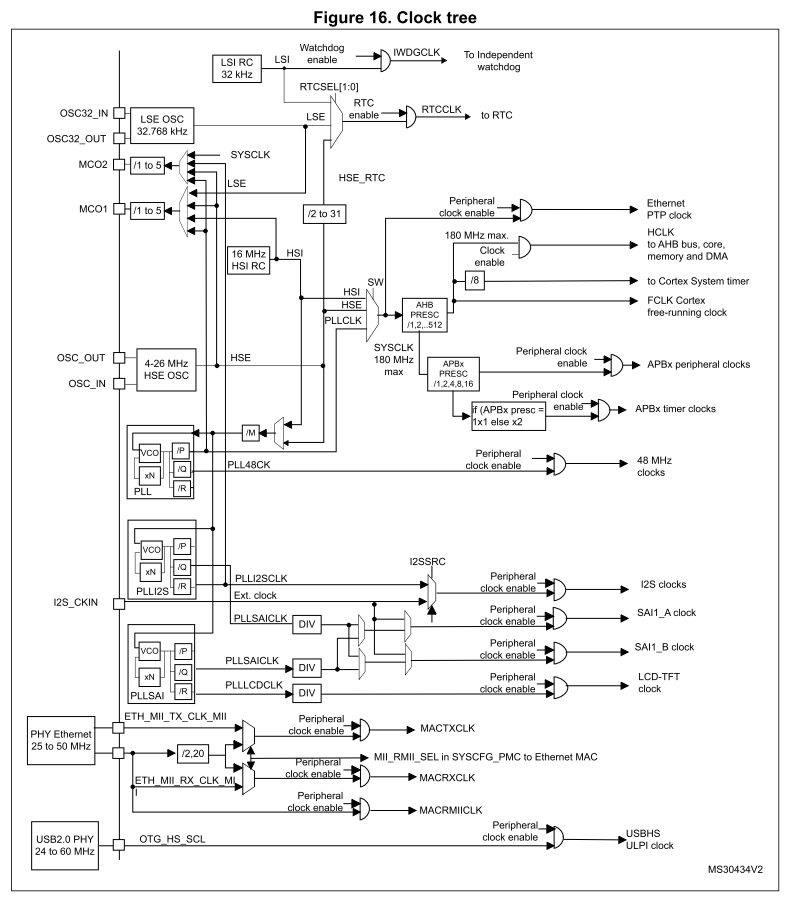 Figure 16. Clock tree
LSI RC
32 kHz
LSI
Watchdog
enable
IWDGCLK
To Independent
watchdog
RTCSEL[1:0]
OSC32_IN
OSC32_OUT
LSE OSC
32.768 kHz
LSE
RTC
enable
RTCCLK
to RTC
MCO2
/1 to 5
SYSCLK
LSE
HSE_RTC
MCO1
/1 to 5
/2 to 31
Peripheral
clock enable
Ethernet
PTP clock
16 MHz
HSI RC
HSI
180 MHz max.
Clock
enable
HCLK
to AHB bus, core,
memory and DMA
SW
HSI
HSE
PLLCLK
AHB
PRESC
/1,2,..512
/8
to Cortex System timer
FCLK Cortex
free-running clock
SYSCLK
180 MHz
max
OSC_OUT
OSC_IN
4-26 MHz
HSE OSC
HSE
APBx
PRESC
/1,2,4,8,16
Peripheral clock
enable
APBx peripheral clocks
Peripheral clock
enable
if (APBx presc =
1x1 else x2
APBx timer clocks
/M
VCO
xN
/P
/Q
/R
PLL
PLL48CK
Peripheral
clock enable
48 MHz
clocks
VCO
xN
/P
/Q
/R
PLLI2S
I2SSRC
PLLI2SCLK
Peripheral
clock enable
I2S clocks
I2S_CKIN
Ext. clock
PLLSAICLK
DIV
Peripheral
clock enable
SAI1_A clock
VCO
xN
/P
/Q
/R
PLLSAI
PLLSAICLK
DIV
Peripheral
clock enable
SAI1_B clock
PLLLCDCLK
DIV
Peripheral
clock enable
LCD-TFT
clock
PHY Ethernet
25 to 50 MHz
ETH_MII_TX_CLK_MII
Peripheral
clock enable
MACTXCLK
/2,20
MII_RMII_SEL in SYSCFG_PMC to Ethernet MAC
ETH_MII_RX_CLK_MI
I
Peripheral
clock enable
MACRXCLK
Peripheral
clock enable
MACRMIICLK
USB2.0 PHY
24 to 60 MHz
OTG_HS_SCL
Peripheral
clock enable
USBHS
ULPI clock
MS30434V2